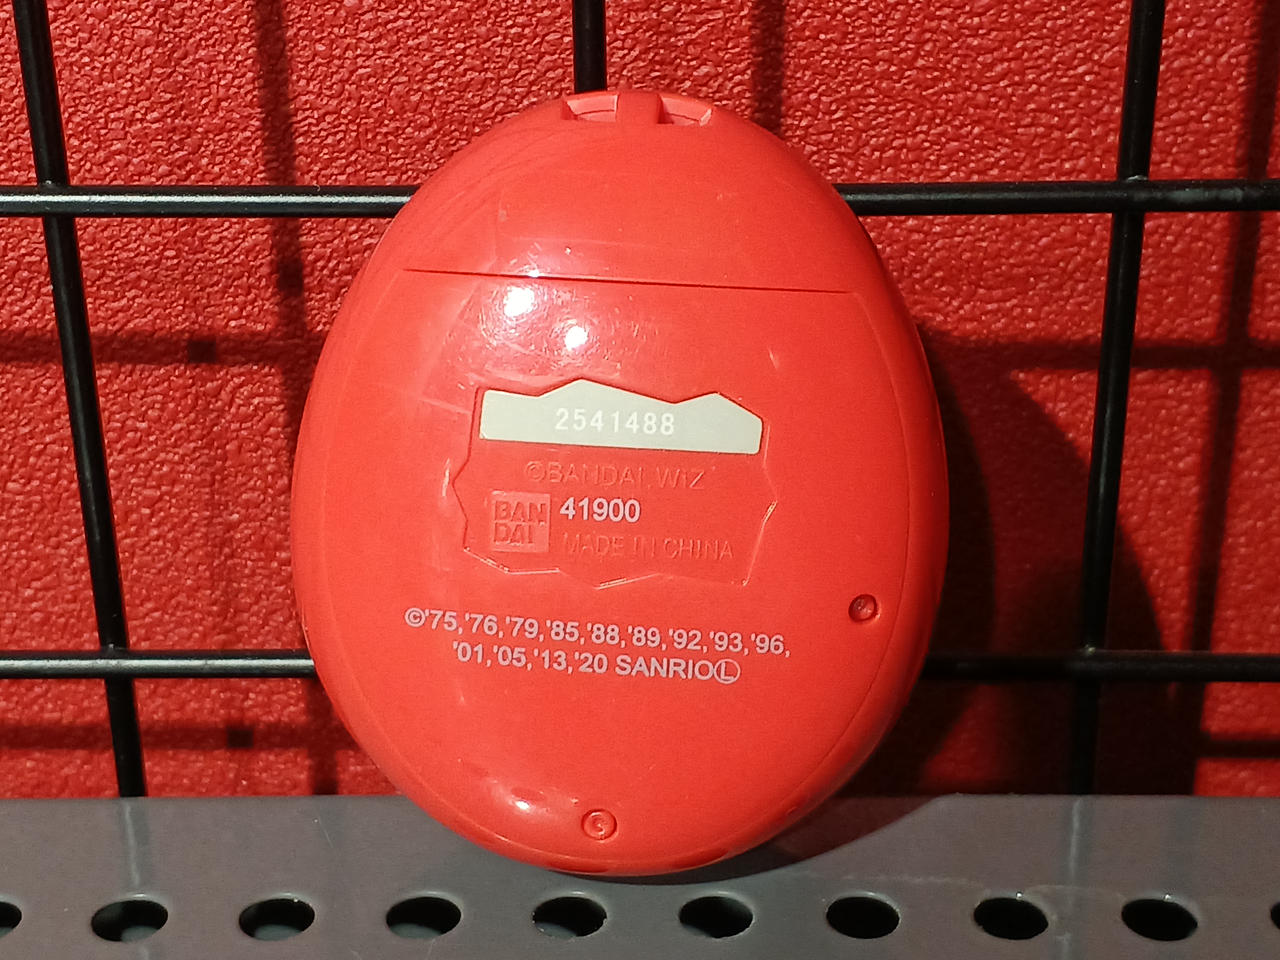 2541488
©BANDAI, WiZ
BAN
DAI
41900
MADE IN CHINA
©'75,'76,'79,'85,'88,'89,'92,'93,'96,
'01,'05,'13,'20 SANRIOⓁ